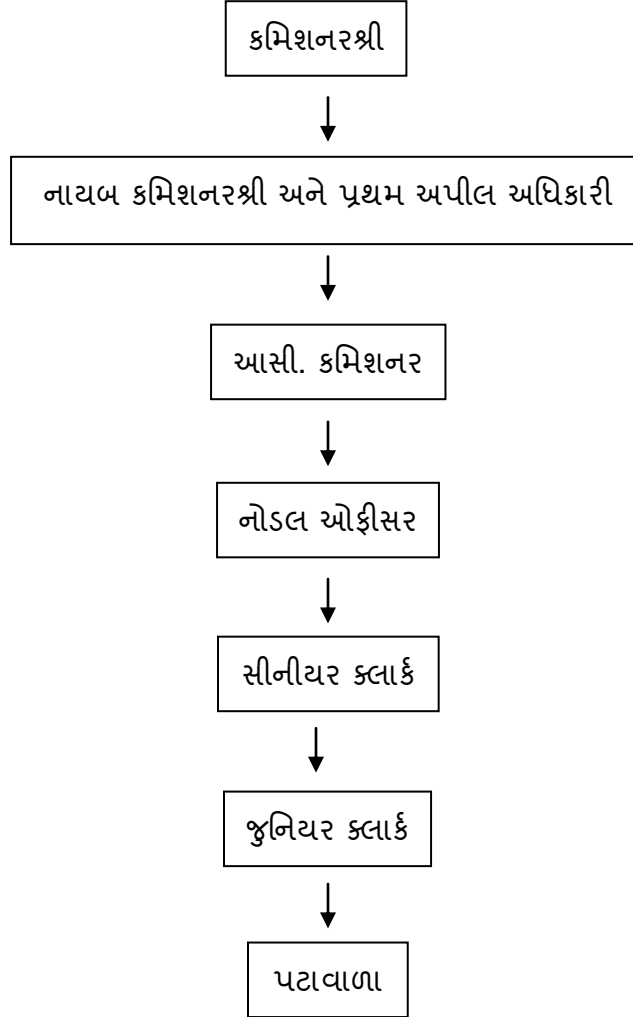 કમિશનરશ્રી
નાયબ કમિશનરશ્રી અને પ્રથમ અપીલ અધિકારી
આસી. કમિશનર
નોડલ ઓફીસર
સીનીયર ક્લાર્ક
જુનિયર ક્લાર્ક
પટાવાળા